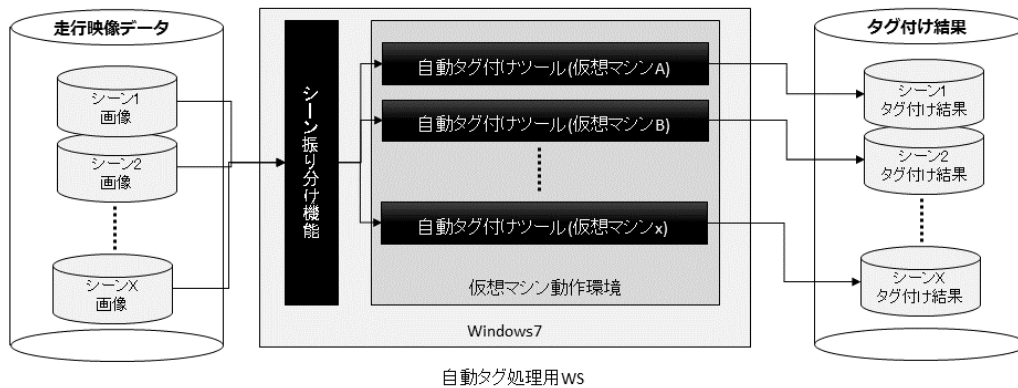 走行映像データ
シーン1
画像
シーン2
画像
シーンX
画像
シーン振り分け機能
自動タグ付けツール(仮想マシンA)
自動タグ付けツール(仮想マシンB)
自動タグ付けツール(仮想マシンx)
仮想マシン動作環境
Windows7
自動タグ処理用WS
タグ付け結果
シーン1
タグ付け結果
シーン2
タグ付け結果
シーンX
タグ付け結果